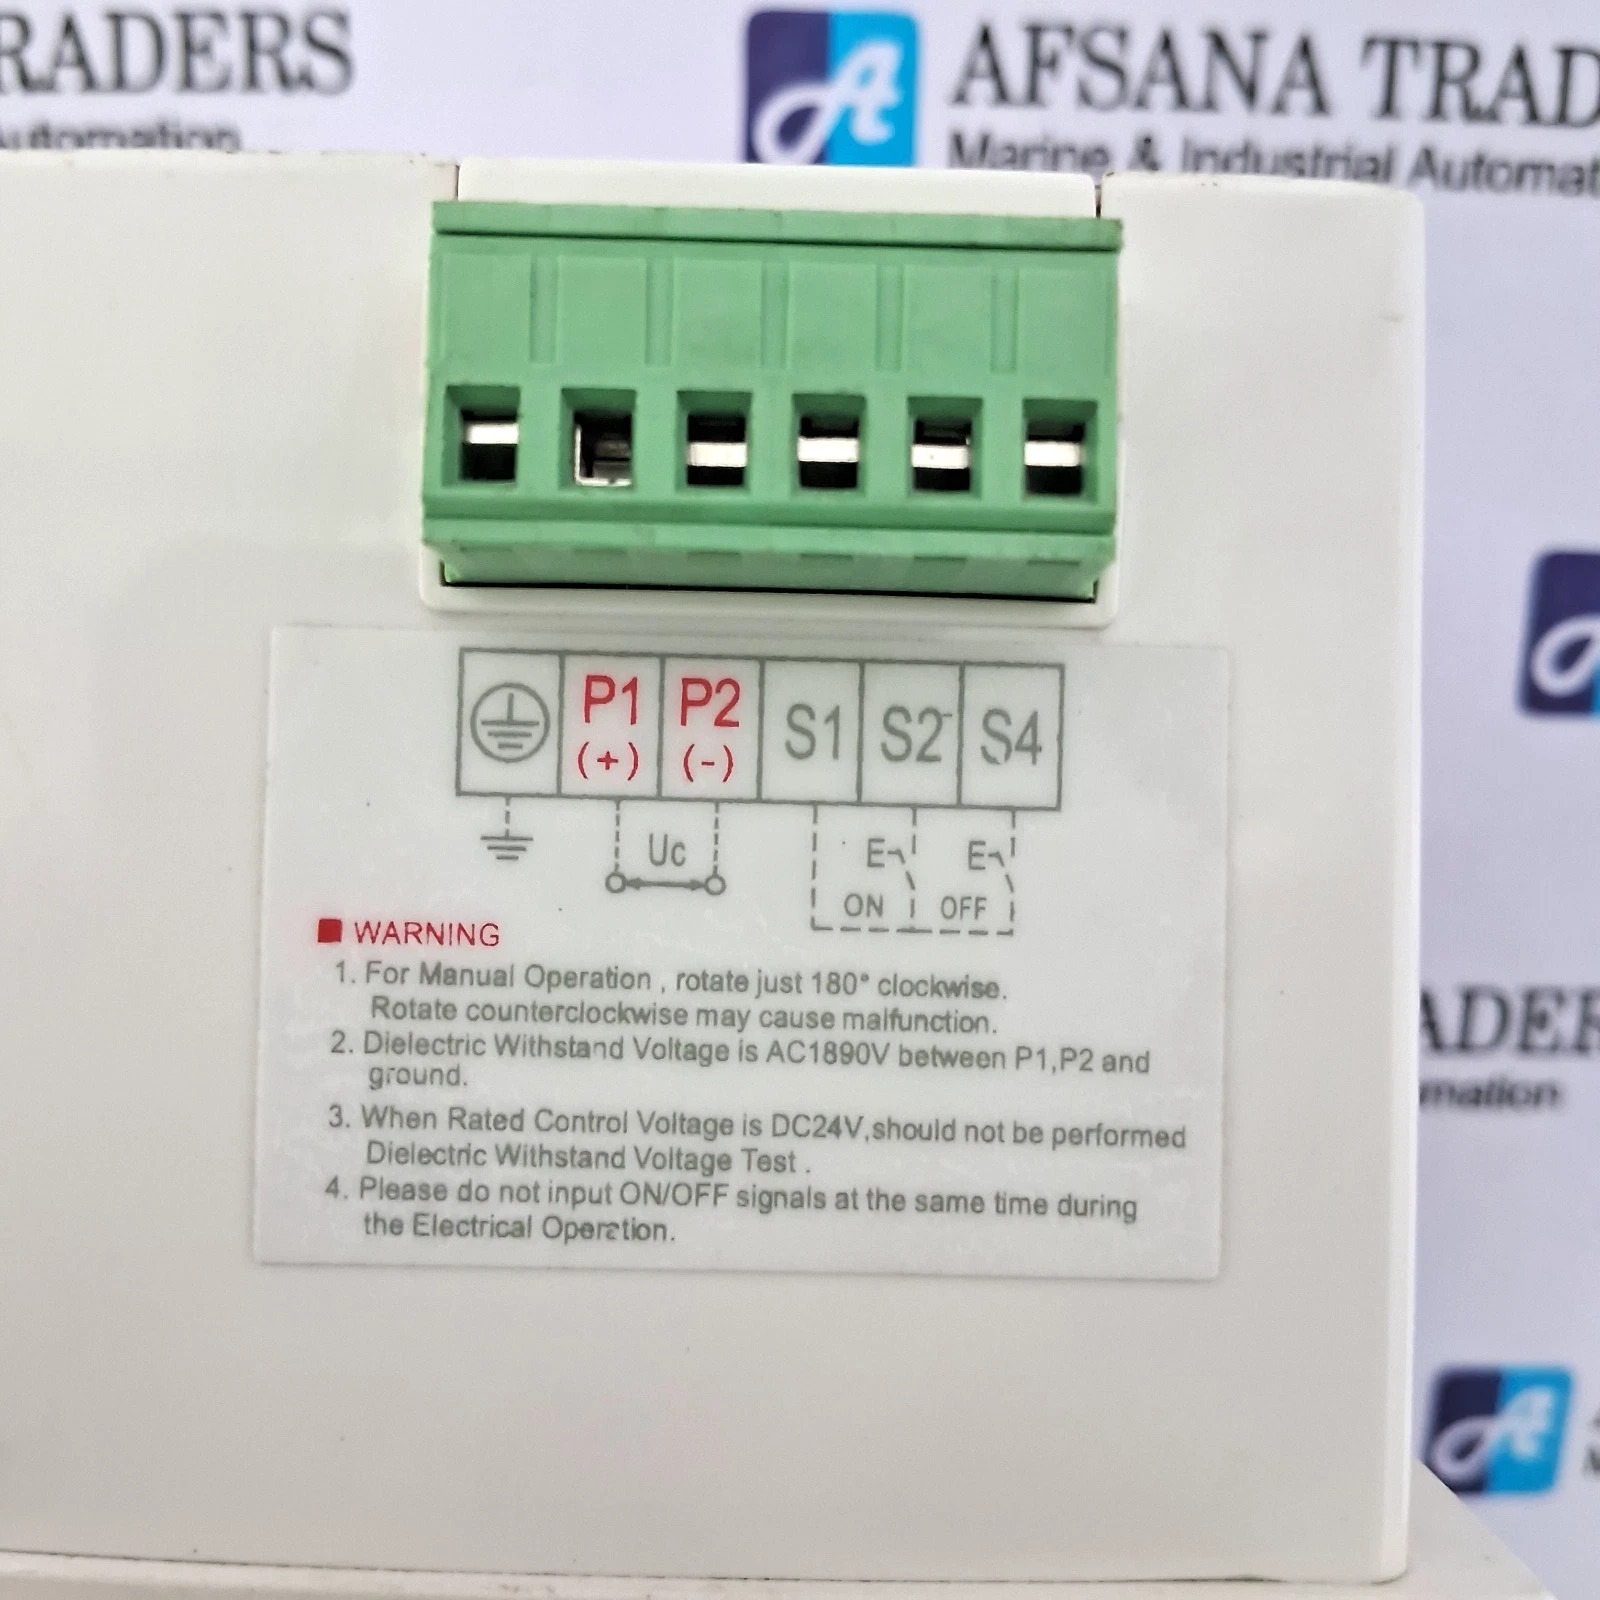 RADERS
Automation
AFSANA TRAD
Marine & Industrial Automat
P1 P2 S1 S2 S4
(+) (-)
Uc E E
ON OFF
WARNING
1. For Manual Operation , rotate just 180° clockwise.
Rotate counterclockwise may cause malfunction.
2. Dielectric Withstand Voltage is AC1890V between P1,P2 and
ground.
3. When Rated Control Voltage is DC24V,should not be performed
Dielectric Withstand Voltage Test .
4. Please do not input ON/OFF signals at the same time during
the Electrical Operation.
ADER
mation